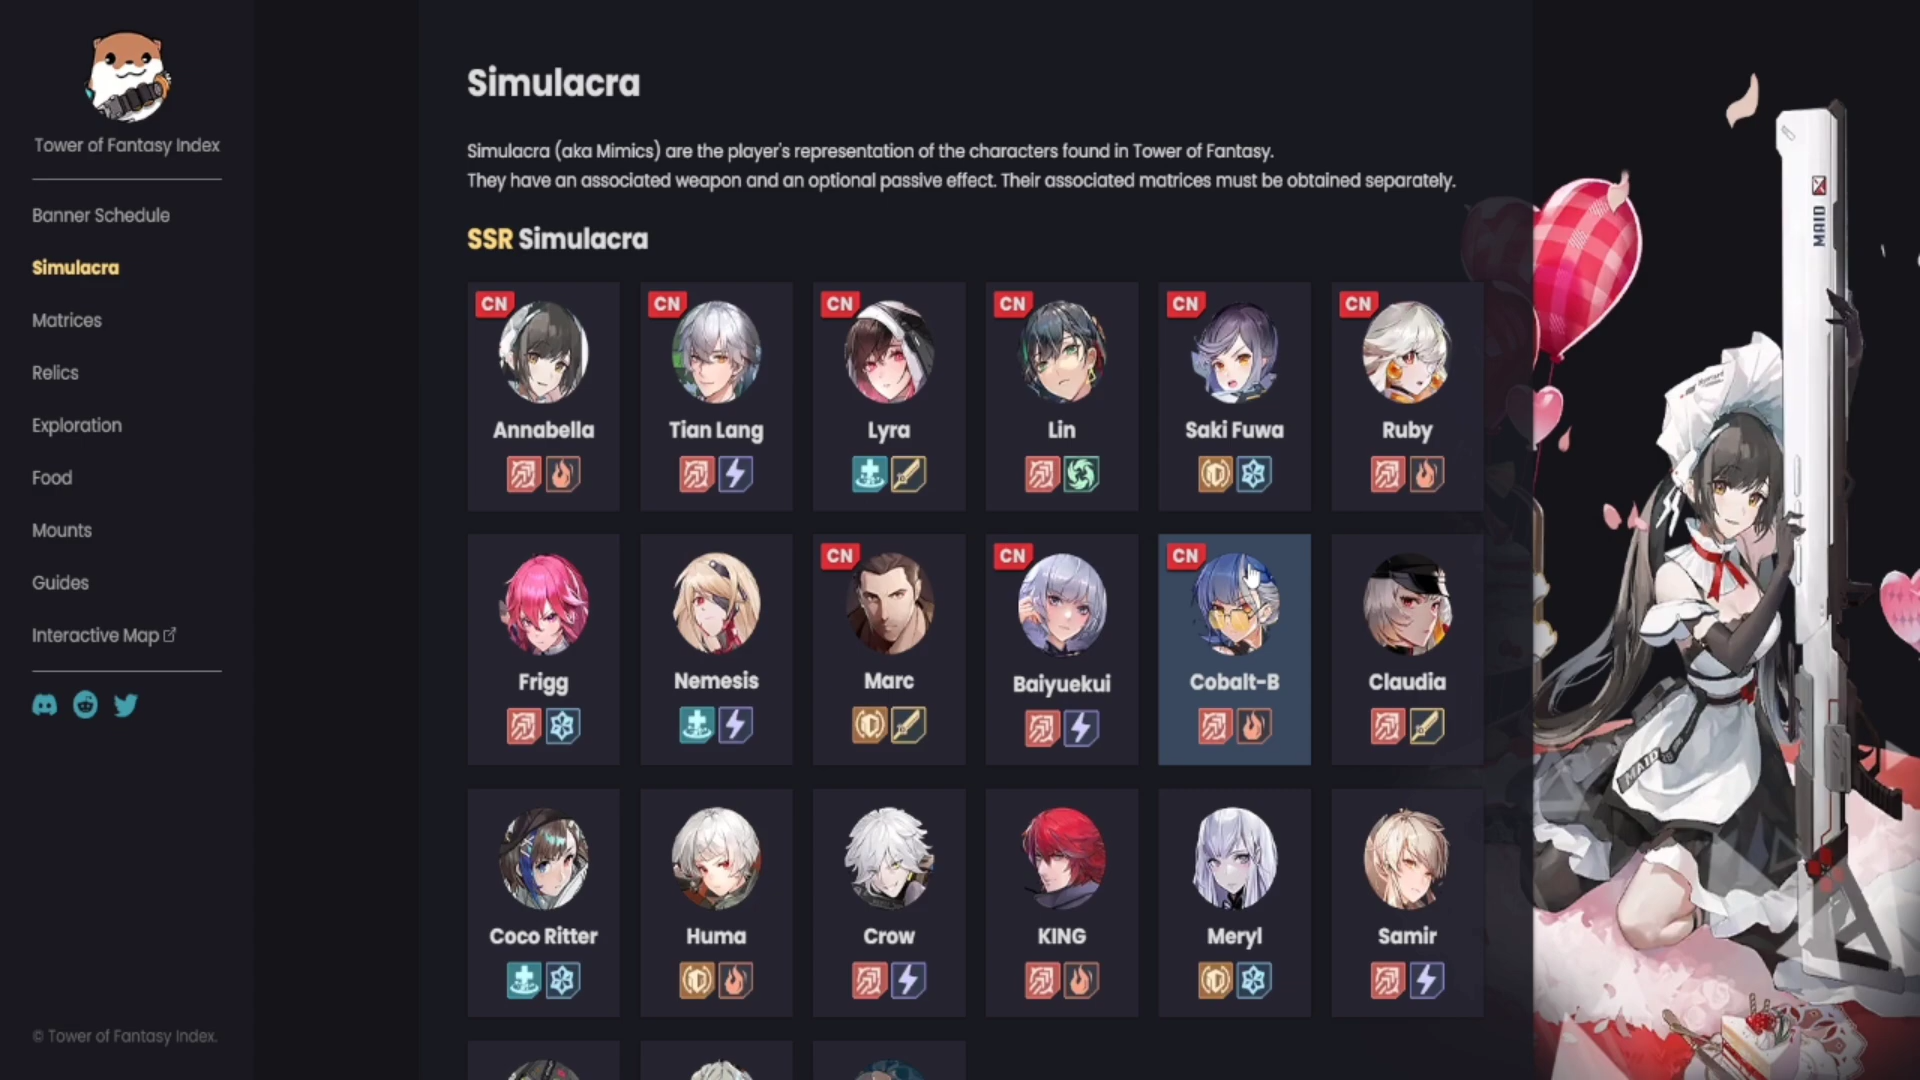 Tower of Fantasy Index
Banner Schedule
Simulacra
Matrices
Relics
Exploration
Food
Mounts
Guides
Interactive Map
© Tower of Fantasy Index.
Simulacra
Simulacra (aka Mimics) are the player's representation of the characters found in Tower of Fantasy.
They have an associated weapon and an optional passive effect. Their associated matrices must be obtained separately.
SSR Simulacra
CN CN CN CN CN CN
Annabella Tian Lang Lyra Lin Saki Fuwa Ruby
CN CN CN
Frigg Nemesis Marc Baiyuekui Cobalt-B Claudia
Coco Ritter Huma Crow KING Meryl Samir
MAID
MAID